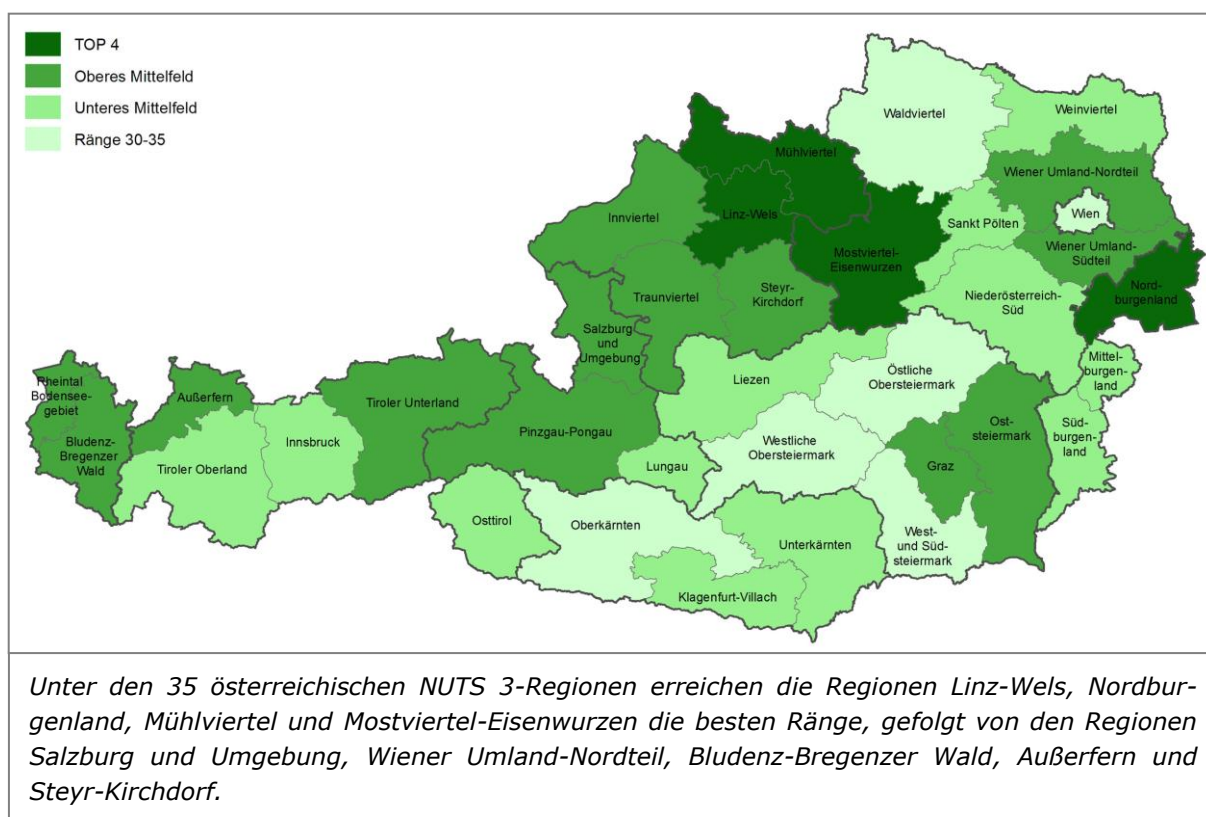 TOP 4
Oberes Mittelfeld
Unteres Mittelfeld
Ränge 30-35
Waldviertel
Weinviertel
Mühlviertel
Wiener Umland-Nordteil
Innviertel
Linz-Wels
Sankt Pölten
Wien
Mostviertel-
Eisenwurzen
Wiener Umland-
Südteil
Nord-
burgenland
Traunviertel
Steyr-
Kirchdorf
Niederösterreich-
Süd
Salzburg
und
Umgebung
Mittel-
burgen-
land
Rheintal
Bodensee-
gebiet
Außerfern
Tiroler Unterland
Liezen
Östliche
Obersteiermark
Bludenz-
Bregenzer
Wald
Innsbruck
Pinzgau-Pongau
Ost-
steiermark
Süd-
burgen-
land
Tiroler Oberland
Westliche
Obersteiermark
Lungau
Graz
Osttirol
Oberkärnten
Unterkärnten
West-
und Süd-
steiermark
Klagenfurt-Villach
Unter den 35 österreichischen NUTS 3-Regionen erreichen die Regionen Linz-Wels, Nordbur-
genland, Mühlviertel und Mostviertel-Eisenwurzen die besten Ränge, gefolgt von den Regionen
Salzburg und Umgebung, Wiener Umland-Nordteil, Bludenz-Bregenzer Wald, Außerfern und
Steyr-Kirchdorf.